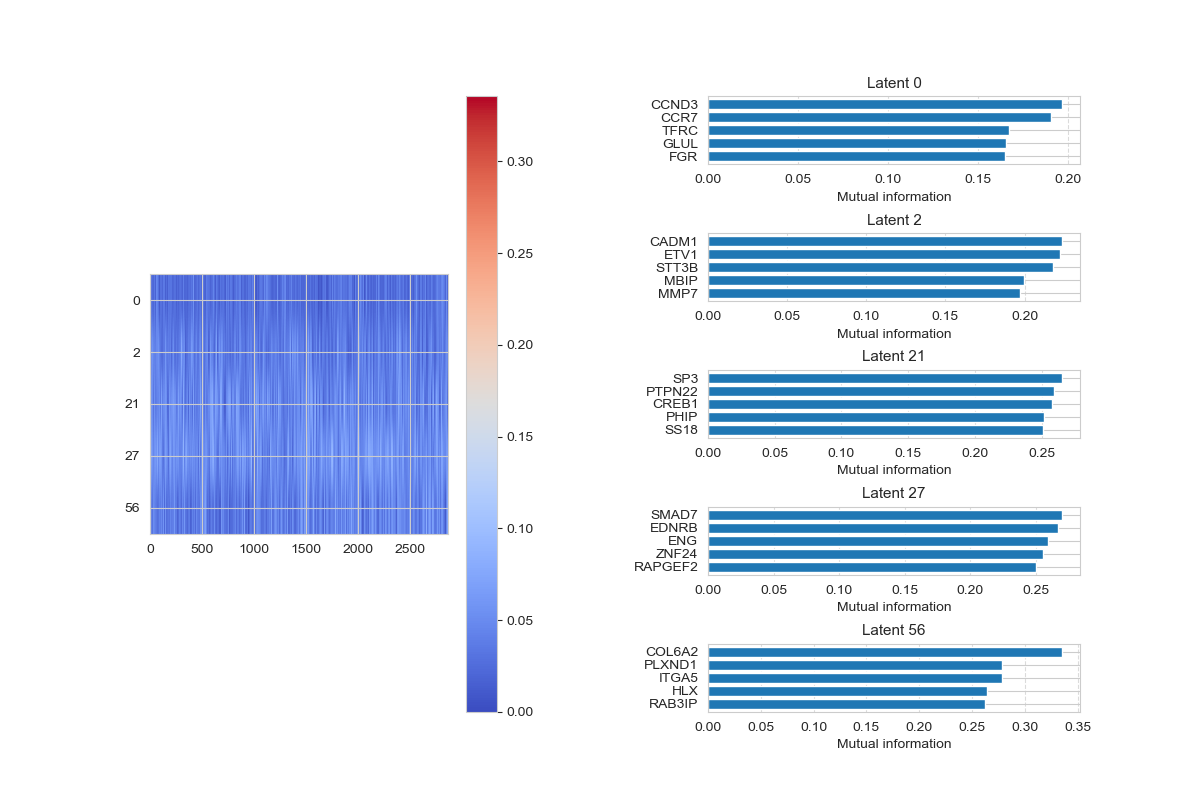 0
2
21
27
56
0 500 1000 1500 2000 2500
0.30
0.25
0.20
0.15
0.10
0.05
0.00
Latent 0
CCND3
CCR7
TFRC
GLUL
FGR
0.00 0.05 0.10 0.15 0.20
Mutual information
Latent 2
CADM1
ETV1
STT3B
MBIP
MMP7
0.00 0.05 0.10 0.15 0.20
Mutual information
Latent 21
SP3
PTPN22
CREB1
PHIP
SS18
0.00 0.05 0.10 0.15 0.20 0.25
Mutual information
Latent 27
SMAD7
EDNRB
ENG
ZNF24
RAPGEF2
0.00 0.05 0.10 0.15 0.20 0.25
Mutual information
Latent 56
COL6A2
PLXND1
ITGA5
HLX
RAB3IP
0.00 0.05 0.10 0.15 0.20 0.25 0.30 0.35
Mutual information